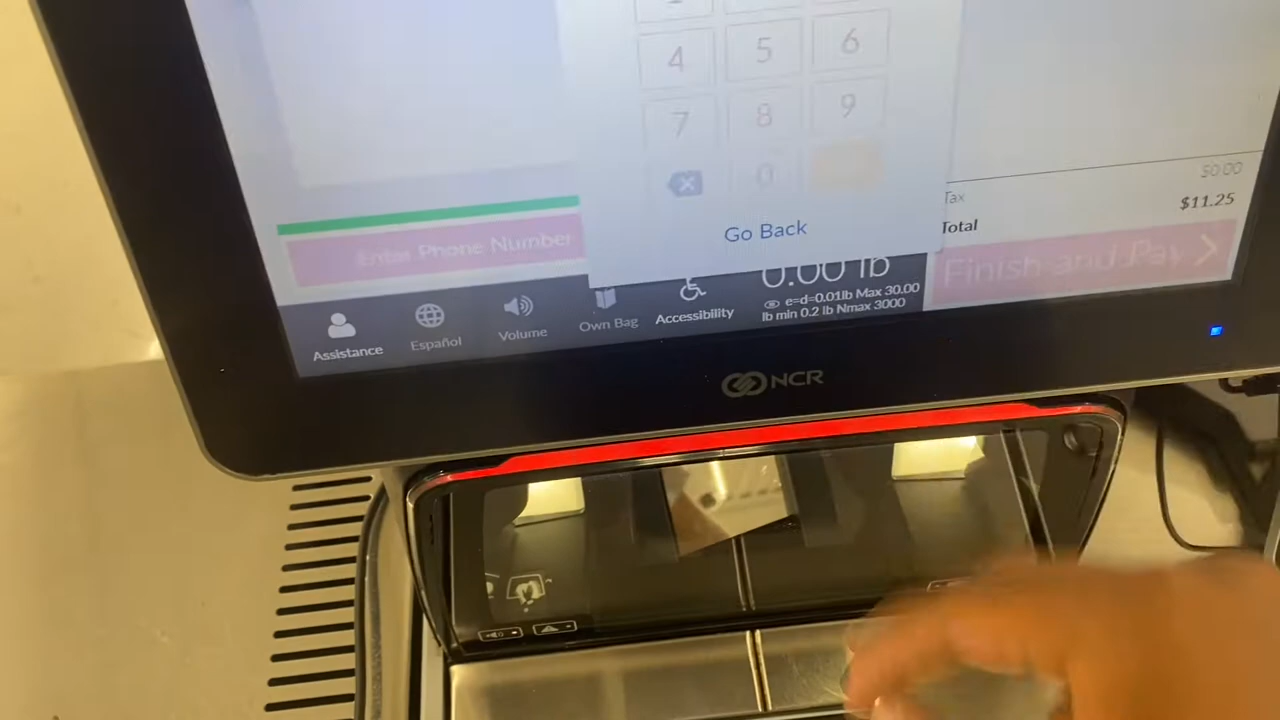 4 5 6
7 8 9
0
Go Back
Enter Phone Number
$0.00
Tax
$11.25
Total
Finish and Pay
Assistance
Español
Volume
Own Bag
Accessibility
0.00 lb
e=d=0.01lb Max 30.00
lb min 0.2 lb Nmax 3000
NCR